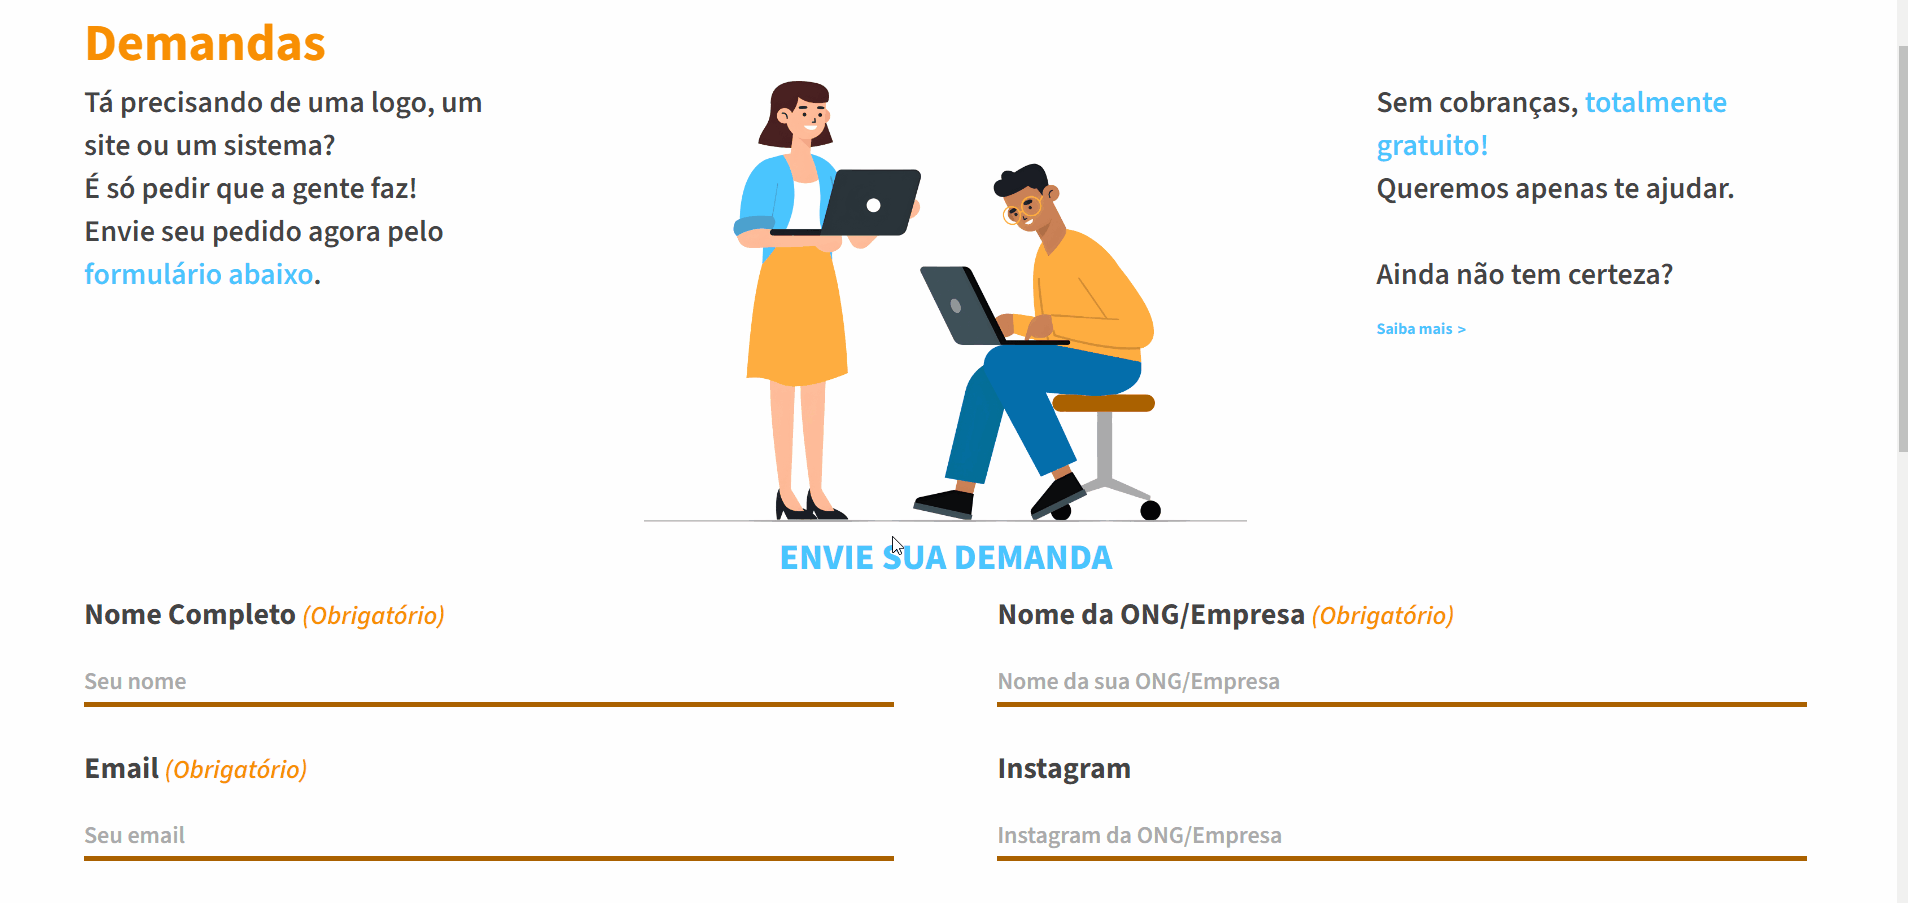 Demandas
Tá precisando de uma logo, um
site ou um sistema?
É só pedir que a gente faz!
Envie seu pedido agora pelo
formulário abaixo.
Sem cobranças, totalmente
gratuito!
Queremos apenas te ajudar.
Ainda não tem certeza?
Saiba mais >
ENVIE SUA DEMANDA
Nome Completo (Obrigatório)
Seu nome
Nome da ONG/Empresa (Obrigatório)
Nome da sua ONG/Empresa
Email (Obrigatório)
Seu email
Instagram
Instagram da ONG/Empresa